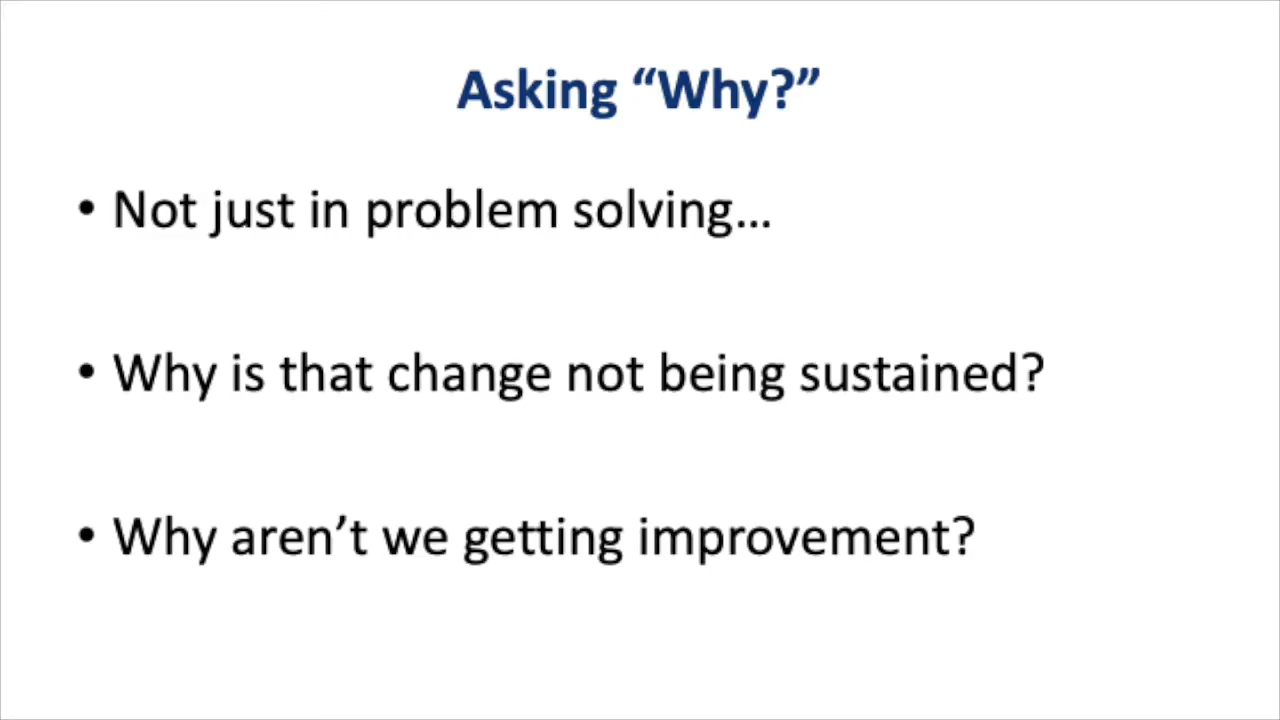 Asking “Why?”
• Not just in problem solving…
• Why is that change not being sustained?
• Why aren’t we getting improvement?